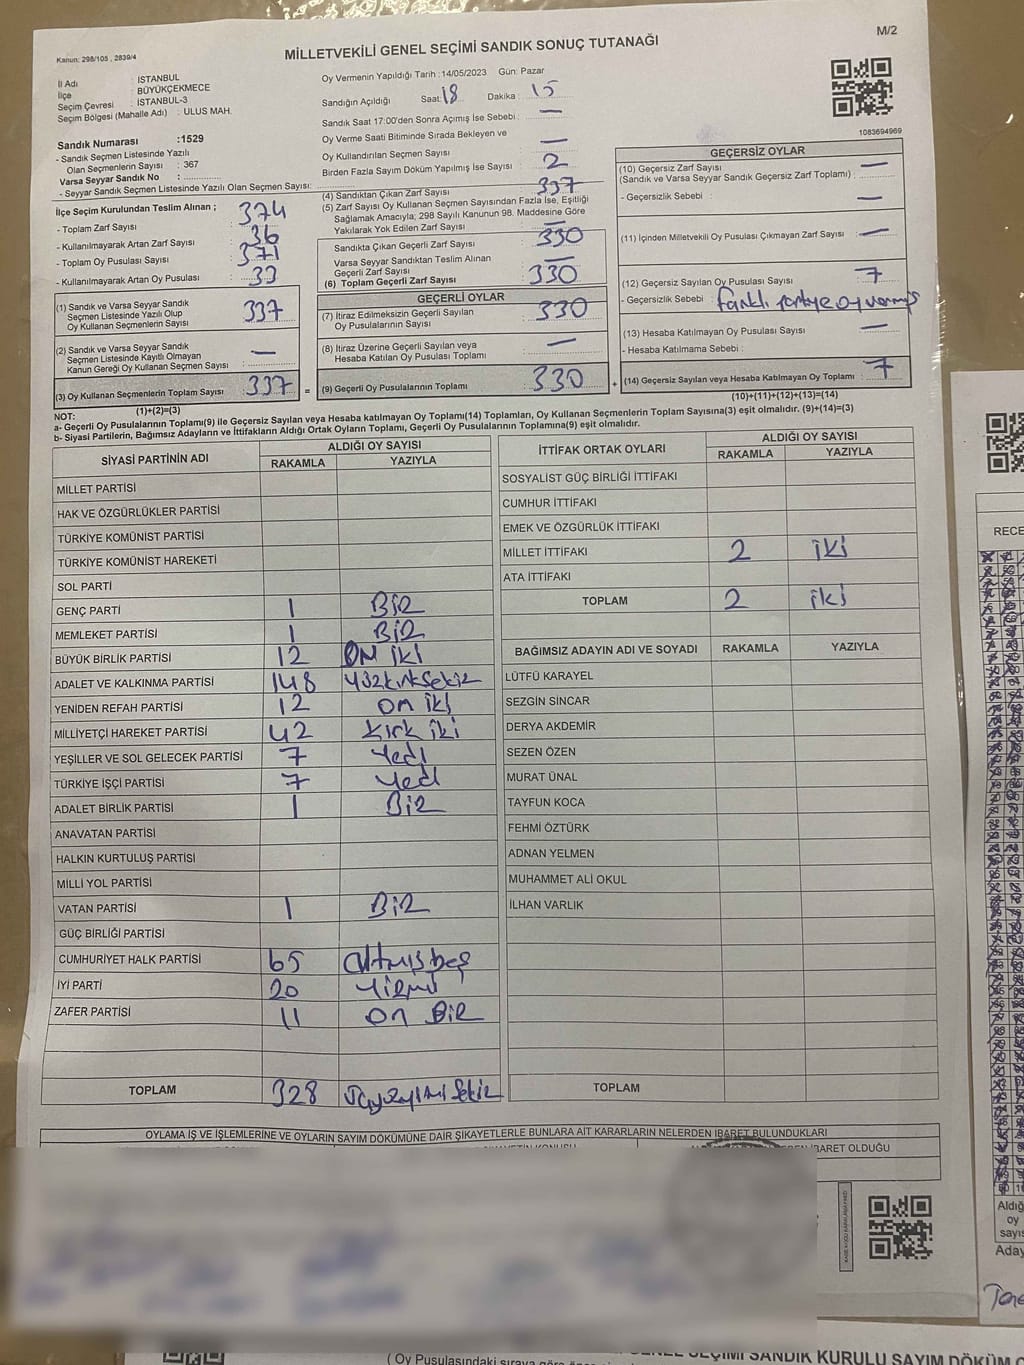 M/2
Kanun: 298/105 , 2839/4
MİLLETVEKİLİ GENEL SEÇİMİ SANDIK SONUÇ TUTANAĞI
İl Adı : İSTANBUL
İlçe : BÜYÜKÇEKMECE
Seçim Çevresi : İSTANBUL-3
Seçim Bölgesi (Mahalle Adı) : ULUS MAH.
Oy Vermenin Yapıldığı Tarih :14/05/2023 Gün: Pazar
Sandığın Açıldığı Saat: 18 Dakika : 15
Sandık Saat 17:00'den Sonra Açımış İse Sebebi : —
Oy Verme Saati Bitiminde Sırada Bekleyen ve
Oy Kullandırılan Seçmen Sayısı —
Birden Fazla Sayım Döküm Yapılmış İse Sayısı : 2
1083694969
Sandık Numarası :1529
- Sandık Seçmen Listesinde Yazılı
Olan Seçmenlerin Sayısı : 367
Varsa Seyyar Sandık No :
- Seyyar Sandık Seçmen Listesinde Yazılı Olan Seçmen Sayısı:
İlçe Seçim Kurulundan Teslim Alınan ;
- Toplam Zarf Sayısı : 374
- Kullanılmayarak Artan Zarf Sayısı : 36
- Toplam Oy Pusulası Sayısı : 371
- Kullanılmayarak Artan Oy Pusulası : 33
(1) Sandık ve Varsa Seyyar Sandık
Seçmen Listesinde Yazılı Olup
Oy Kullanan Seçmenlerin Sayısı 337
(2) Sandık ve Varsa Seyyar Sandık
Seçmen Listesinde Kayıtlı Olmayan
Kanun Gereği Oy Kullanan Seçmen Sayısı —
(3) Oy Kullanan Seçmenlerin Toplam Sayısı 337 =
(1)+(2)=(3)
(4) Sandıktan Çıkan Zarf Sayısı : 337
(5) Zarf Sayısı Oy Kullanan Seçmen Sayısından Fazla İse, Eşitliği
Sağlamak Amacıyla; 298 Sayılı Kanunun 98. Maddesine Göre
Yakılarak Yok Edilen Zarf Sayısı : —
Sandıkta Çıkan Geçerli Zarf Sayısı 330
Varsa Seyyar Sandıktan Teslim Alınan
Geçerli Zarf Sayısı —
(6) Toplam Geçerli Zarf Sayısı 330
GEÇERLİ OYLAR
(7) İtiraz Edilmeksizin Geçerli Sayılan
Oy Pusulalarının Sayısı 330
(8) İtiraz Üzerine Geçerli Sayılan veya
Hesaba Katılan Oy Pusulası Toplamı —
(9) Geçerli Oy Pusulalarının Toplamı 330 +
GEÇERSİZ OYLAR
(10) Geçersiz Zarf Sayısı —
(Sandık ve Varsa Seyyar Sandık Geçersiz Zarf Toplamı) :
- Geçersizlik Sebebi : —
(11) İçinden Milletvekili Oy Pusulası Çıkmayan Zarf Sayısı : —
(12) Geçersiz Sayılan Oy Pusulası Sayısı : 7
- Geçersizlik Sebebi : farklı partiye oy vermiş
(13) Hesaba Katılmayan Oy Pusulası Sayısı : —
- Hesaba Katılmama Sebebi :
(14) Geçersiz Sayılan veya Hesaba Katılmayan Oy Toplamı : 7
(10)+(11)+(12)+(13)=(14)
NOT:
a- Geçerli Oy Pusulalarının Toplamı(9) ile Geçersiz Sayılan veya Hesaba katılmayan Oy Toplamı(14) Toplamları, Oy Kullanan Seçmenlerin Toplam Sayısına(3) eşit olmalıdır. (9)+(14)=(3)
b- Siyasi Partilerin, Bağımsız Adayların ve İttifakların Aldığı Ortak Oyların Toplamı, Geçerli Oy Pusulalarının Toplamına(9) eşit olmalıdır.
SİYASİ PARTİNİN ADI
ALDIĞI OY SAYISI
RAKAMLA YAZIYLA
MİLLET PARTİSİ
HAK VE ÖZGÜRLÜKLER PARTİSİ
TÜRKİYE KOMÜNİST PARTİSİ
TÜRKİYE KOMÜNİST HAREKETİ
SOL PARTİ
GENÇ PARTİ 1 BİR
MEMLEKET PARTİSİ 1 BİR
BÜYÜK BİRLİK PARTİSİ 12 ON İKİ
ADALET VE KALKINMA PARTİSİ 148 yüzkırksekiz
YENİDEN REFAH PARTİSİ 12 on iki
MİLLİYETÇİ HAREKET PARTİSİ 42 kırk iki
YEŞİLLER VE SOL GELECEK PARTİSİ 7 Yedi
TÜRKİYE İŞÇİ PARTİSİ 7 Yedi
ADALET BİRLİK PARTİSİ 1 BİR
ANAVATAN PARTİSİ
HALKIN KURTULUŞ PARTİSİ
MİLLİ YOL PARTİSİ
VATAN PARTİSİ 1 BİR
GÜÇ BİRLİĞİ PARTİSİ
CUMHURİYET HALK PARTİSİ 65 Altmışbeş
İYİ PARTİ 20 Yirmi
ZAFER PARTİSİ 11 on BİR
TOPLAM 328 üçyüzyirmi sekiz
İTTİFAK ORTAK OYLARI
ALDIĞI OY SAYISI
RAKAMLA YAZIYLA
SOSYALİST GÜÇ BİRLİĞİ İTTİFAKI
CUMHUR İTTİFAKI
EMEK VE ÖZGÜRLÜK İTTİFAKI
MİLLET İTTİFAKI 2 iki
ATA İTTİFAKI
TOPLAM 2 iki
BAĞIMSIZ ADAYIN ADI VE SOYADI RAKAMLA YAZIYLA
LÜTFÜ KARAYEL
SEZGİN SİNCAR
DERYA AKDEMİR
SEZEN ÖZEN
MURAT ÜNAL
TAYFUN KOCA
FEHMİ ÖZTÜRK
ADNAN YELMEN
MUHAMMET ALİ OKUL
İLHAN VARLIK
TOPLAM
OYLAMA İŞ VE İŞLEMLERİNE VE OYLARIN SAYIM DÖKÜMÜNE DAİR ŞİKAYETLERLE BUNLARA AİT KARARLARIN NELERDEN İBARET BULUNDUKLARI
İBARET OLDUĞU
RECE
Aldığ
oy
sayıs
Aday
( Oy Pusulasındaki sıraya göre
SEÇİMİ SANDIK KURULU SAYIM DÖKÜM